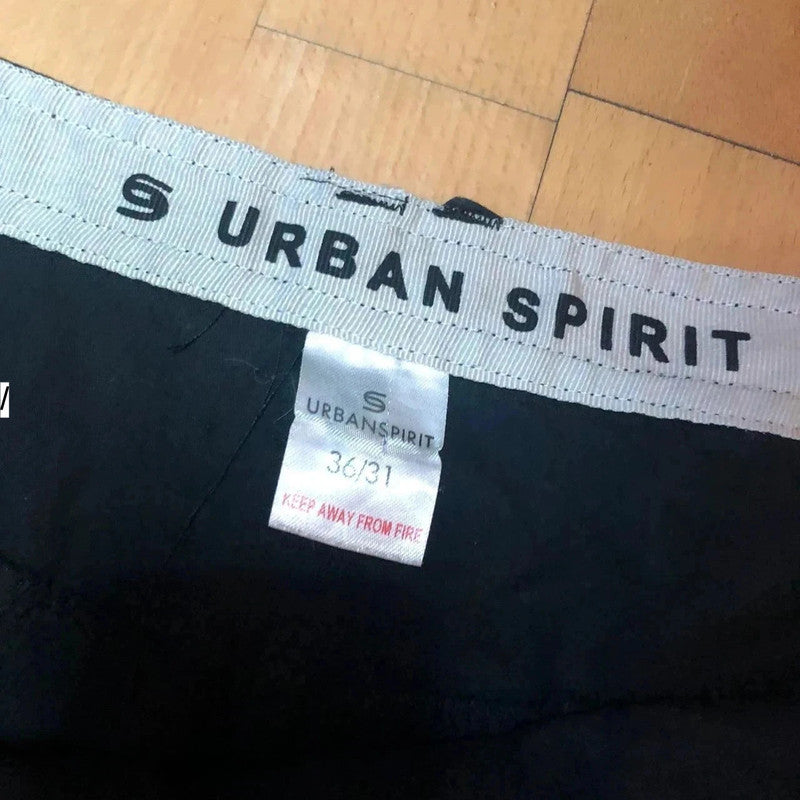 URBAN SPIRIT
URBANSPIRIT
36/31
KEEP AWAY FROM FIRE
/